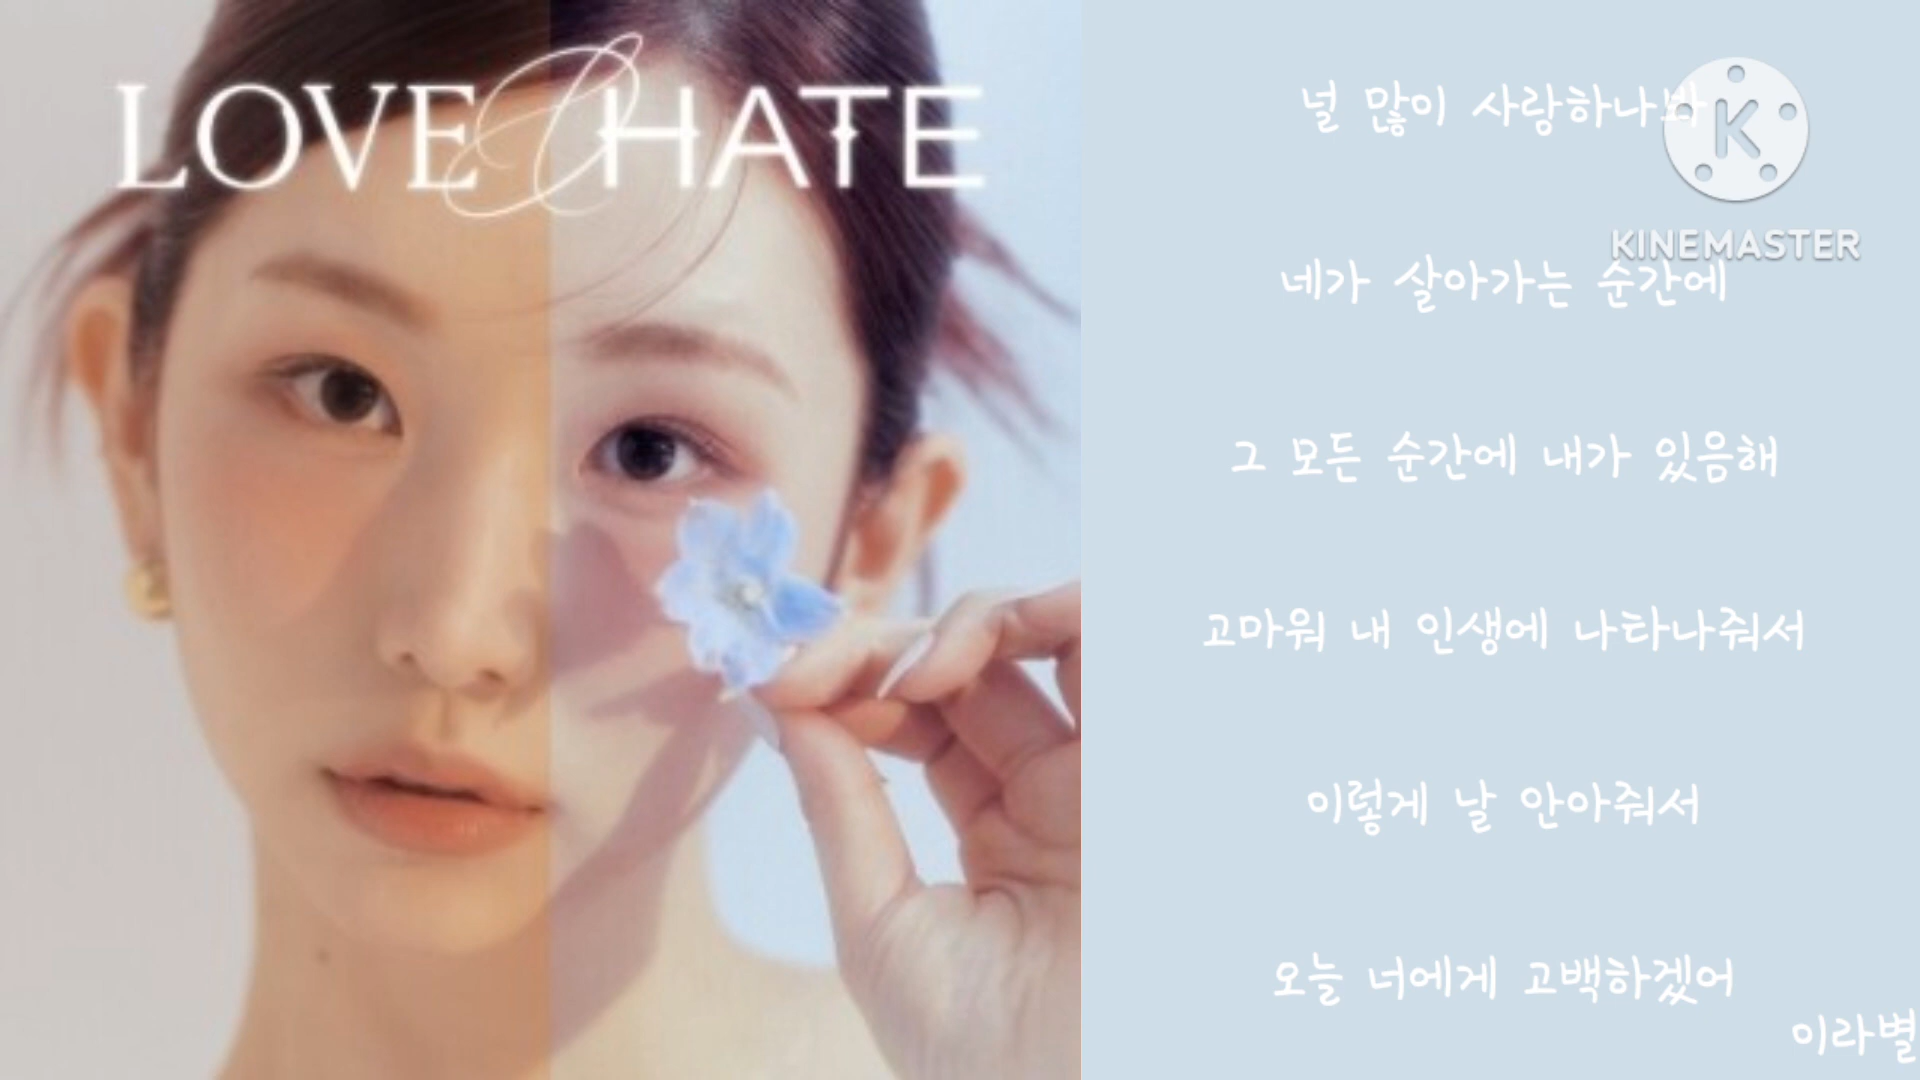 LOVE & HATE
널 많이 사랑하나봐
K
KINEMASTER
네가 살아가는 순간에
그 모든 순간에 내가 있음해
고마워 내 인생에 나타나줘서
이렇게 날 안아줘서
오늘 너에게 고백하겠어
이라별